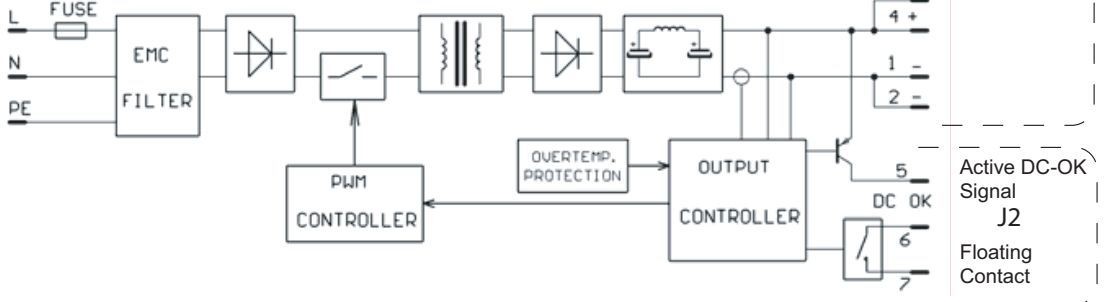 FUSE
L
4 +
N
EMC
FILTER
1 -
PE
2 -
OVERTEMP.
PROTECTION
OUTPUT
CONTROLLER
PWM
CONTROLLER
5
DC OK
Active DC-OK
Signal
J2
6
Floating
Contact
7